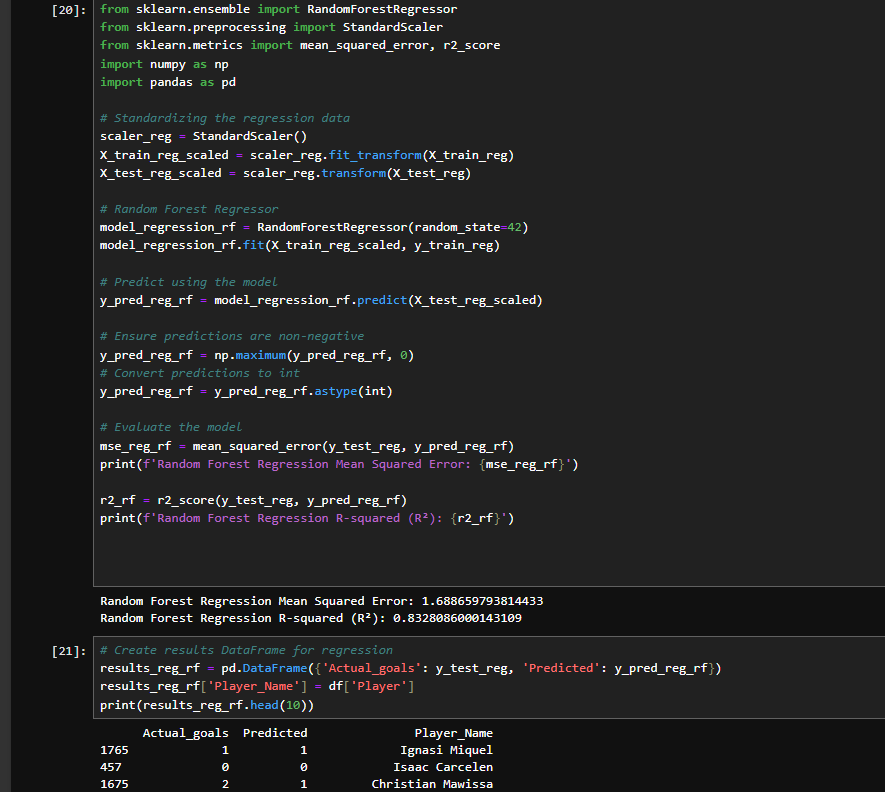 [20]: from sklearn.ensemble import RandomForestRegressor
from sklearn.preprocessing import StandardScaler
from sklearn.metrics import mean_squared_error, r2_score
import numpy as np
import pandas as pd
# Standardizing the regression data
scaler_reg = StandardScaler()
X_train_reg_scaled = scaler_reg.fit_transform(X_train_reg)
X_test_reg_scaled = scaler_reg.transform(X_test_reg)
# Random Forest Regressor
model_regression_rf = RandomForestRegressor(random_state=42)
model_regression_rf.fit(X_train_reg_scaled, y_train_reg)
# Predict using the model
y_pred_reg_rf = model_regression_rf.predict(X_test_reg_scaled)
# Ensure predictions are non-negative
y_pred_reg_rf = np.maximum(y_pred_reg_rf, 0)
# Convert predictions to int
y_pred_reg_rf = y_pred_reg_rf.astype(int)
# Evaluate the model
mse_reg_rf = mean_squared_error(y_test_reg, y_pred_reg_rf)
print(f'Random Forest Regression Mean Squared Error: {mse_reg_rf}')
r2_rf = r2_score(y_test_reg, y_pred_reg_rf)
print(f'Random Forest Regression R-squared (R²): {r2_rf}')
Random Forest Regression Mean Squared Error: 1.688659793814433
Random Forest Regression R-squared (R²): 0.8328086000143109
[21]: # Create results DataFrame for regression
results_reg_rf = pd.DataFrame({'Actual_goals': y_test_reg, 'Predicted': y_pred_reg_rf})
results_reg_rf['Player_Name'] = df['Player']
print(results_reg_rf.head(10))
Actual_goals Predicted Player_Name
1765 1 1 Ignasi Miquel
457 0 0 Isaac Carcelen
1675 2 1 Christian Mawissa